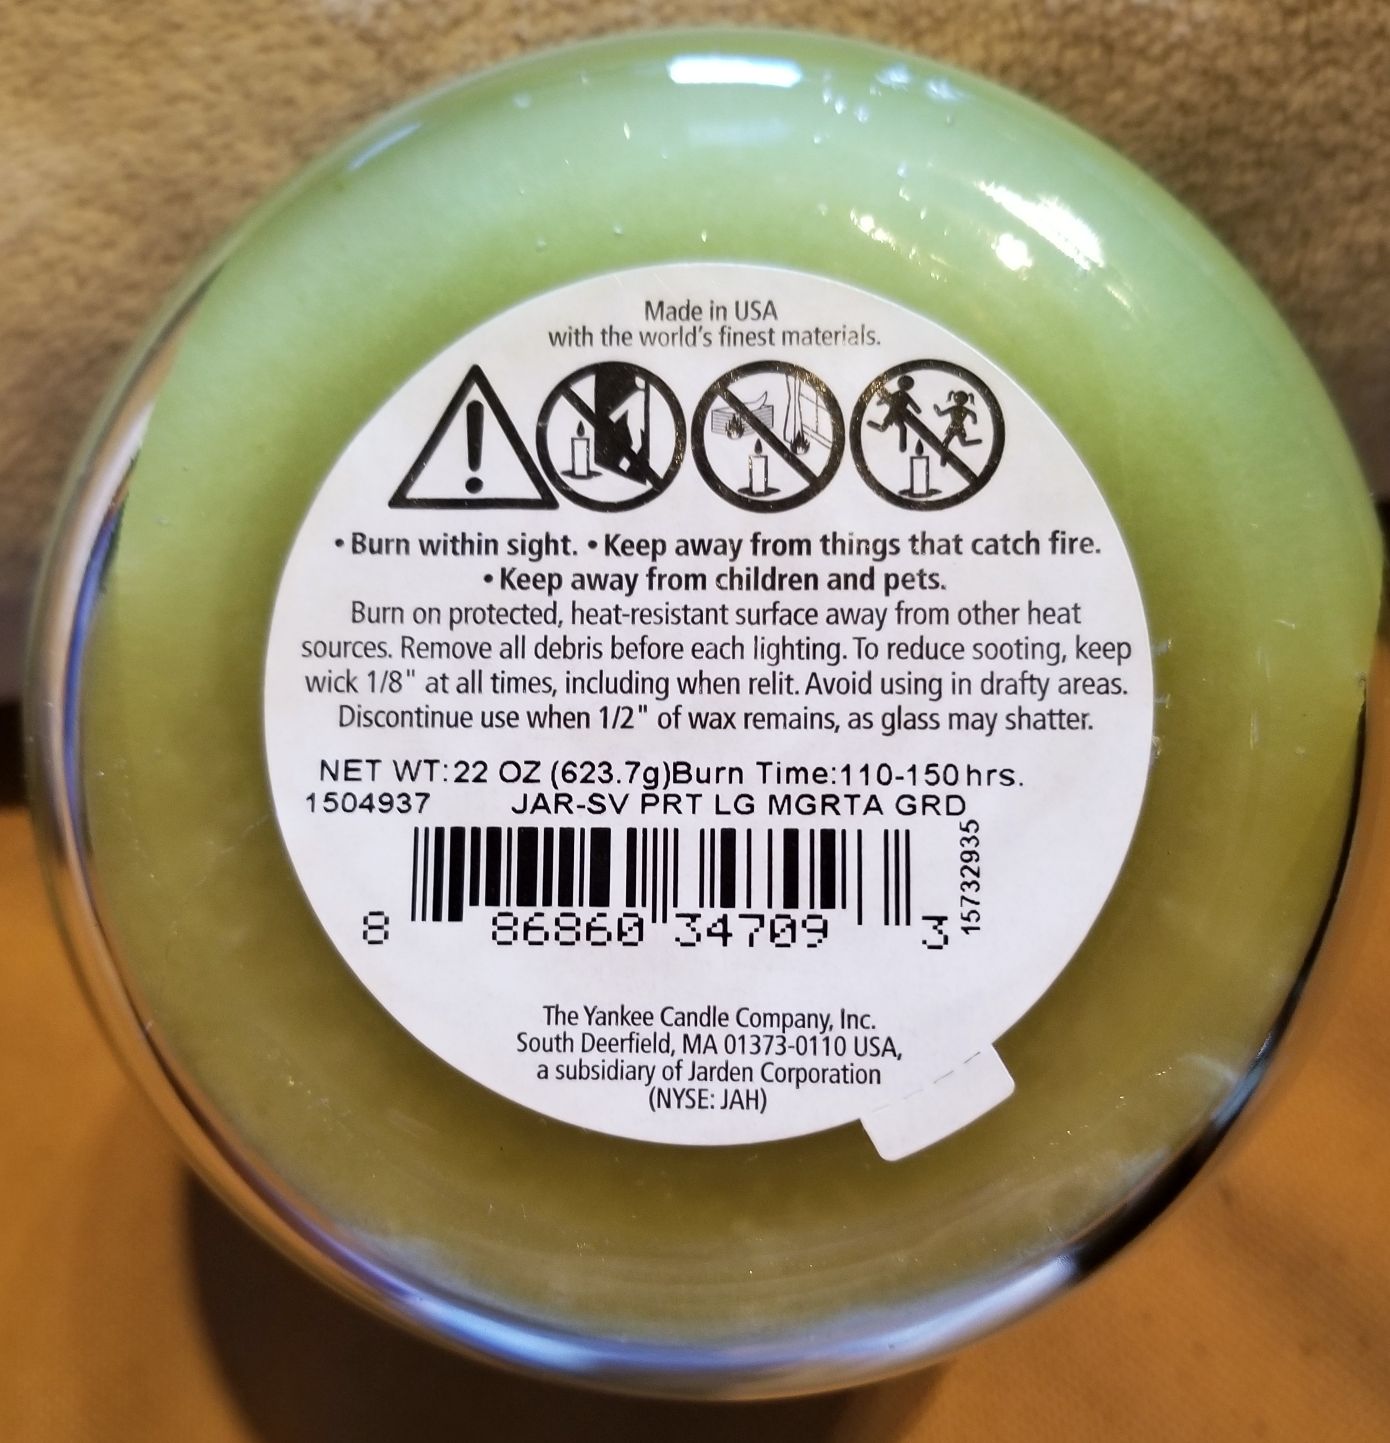 Made in USA
with the world's finest materials.
• Burn within sight. • Keep away from things that catch fire.
• Keep away from children and pets.
Burn on protected, heat-resistant surface away from other heat
sources. Remove all debris before each lighting. To reduce sooting, keep
wick 1/8" at all times, including when relit. Avoid using in drafty areas.
Discontinue use when 1/2" of wax remains, as glass may shatter.
NET WT:22 OZ (623.7g)Burn Time:110-150 hrs.
1504937 JAR-SV PRT LG MGRTA GRD
15732935
8 86860 34709 3
The Yankee Candle Company, Inc.
South Deerfield, MA 01373-0110 USA,
a subsidiary of Jarden Corporation
(NYSE: JAH)